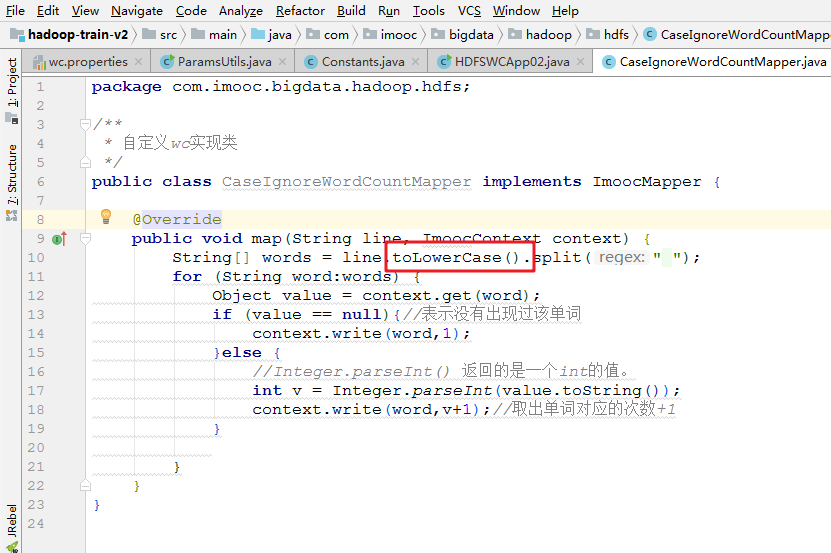 File Edit View Navigate Code Analyze Refactor Build Run Tools VCS Window Help
hadoop-train-v2 src main java com imooc bigdata hadoop hdfs CaseIgnoreWordCountMapp
wc.properties ParamsUtils.java Constants.java HDFSWCApp02.java CaseIgnoreWordCountMapper.java
1: Project
7: Structure
JRebel
1 package com.imooc.bigdata.hadoop.hdfs;
2
3 /**
4 * 自定义wc实现类
5 */
6 public class CaseIgnoreWordCountMapper implements ImoocMapper {
7
8 @Override
9 public void map(String line, ImoocContext context) {
10 String[] words = line.toLowerCase().split( regex: " ");
11 for (String word:words) {
12 Object value = context.get(word);
13 if (value == null){//表示没有出现过该单词
14 context.write(word,1);
15 }else {
16 //Integer.parseInt() 返回的是一个int的值。
17 int v = Integer.parseInt(value.toString());
18 context.write(word,v+1);//取出单词对应的次数+1
19 }
20
21 }
22 }
23 }
24